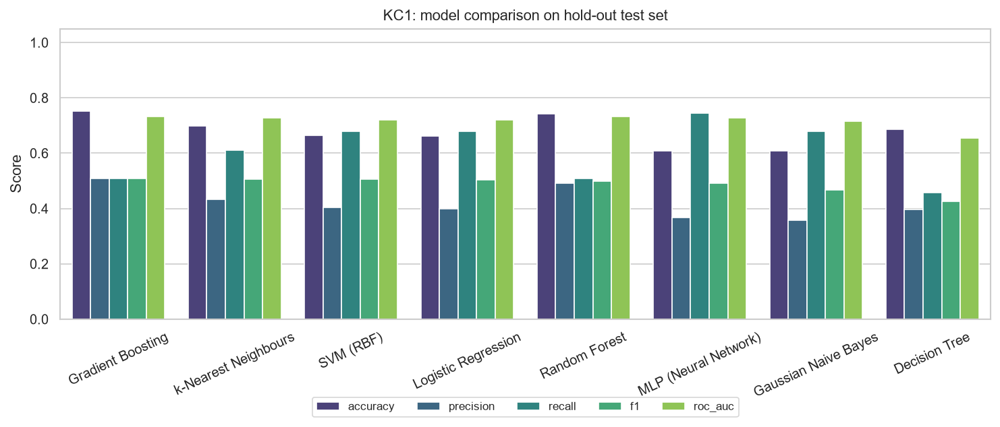 KC1: model comparison on hold-out test set
Score
1.0
0.8
0.6
0.4
0.2
0.0
Gradient Boosting
k-Nearest Neighbours
SVM (RBF)
Logistic Regression
Random Forest
MLP (Neural Network)
Gaussian Naive Bayes
Decision Tree
accuracy precision recall f1 roc_auc